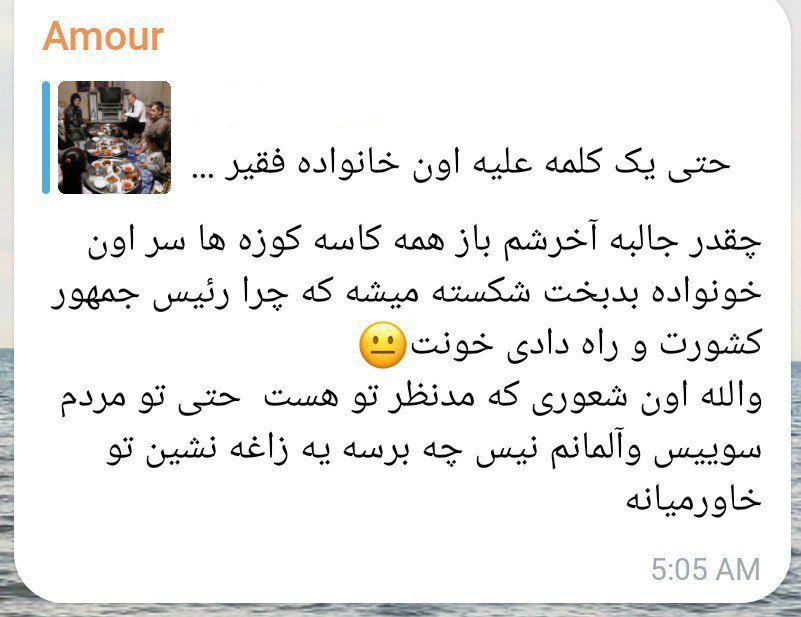 Amour
حتی یک کلمه علیه اون خانواده فقیر ...
چقدر جالبه آخرشم باز همه کاسه کوزه ها سر اون
خونواده بدبخت شکسته میشه که چرا رئیس جمهور
کشورت و راه دادی خونت😐
والله اون شعوری که مدنظر تو هست حتی تو مردم
سوییس وآلمانم نیس چه برسه یه زاغه نشین تو
خاورمیانه
5:05 AM